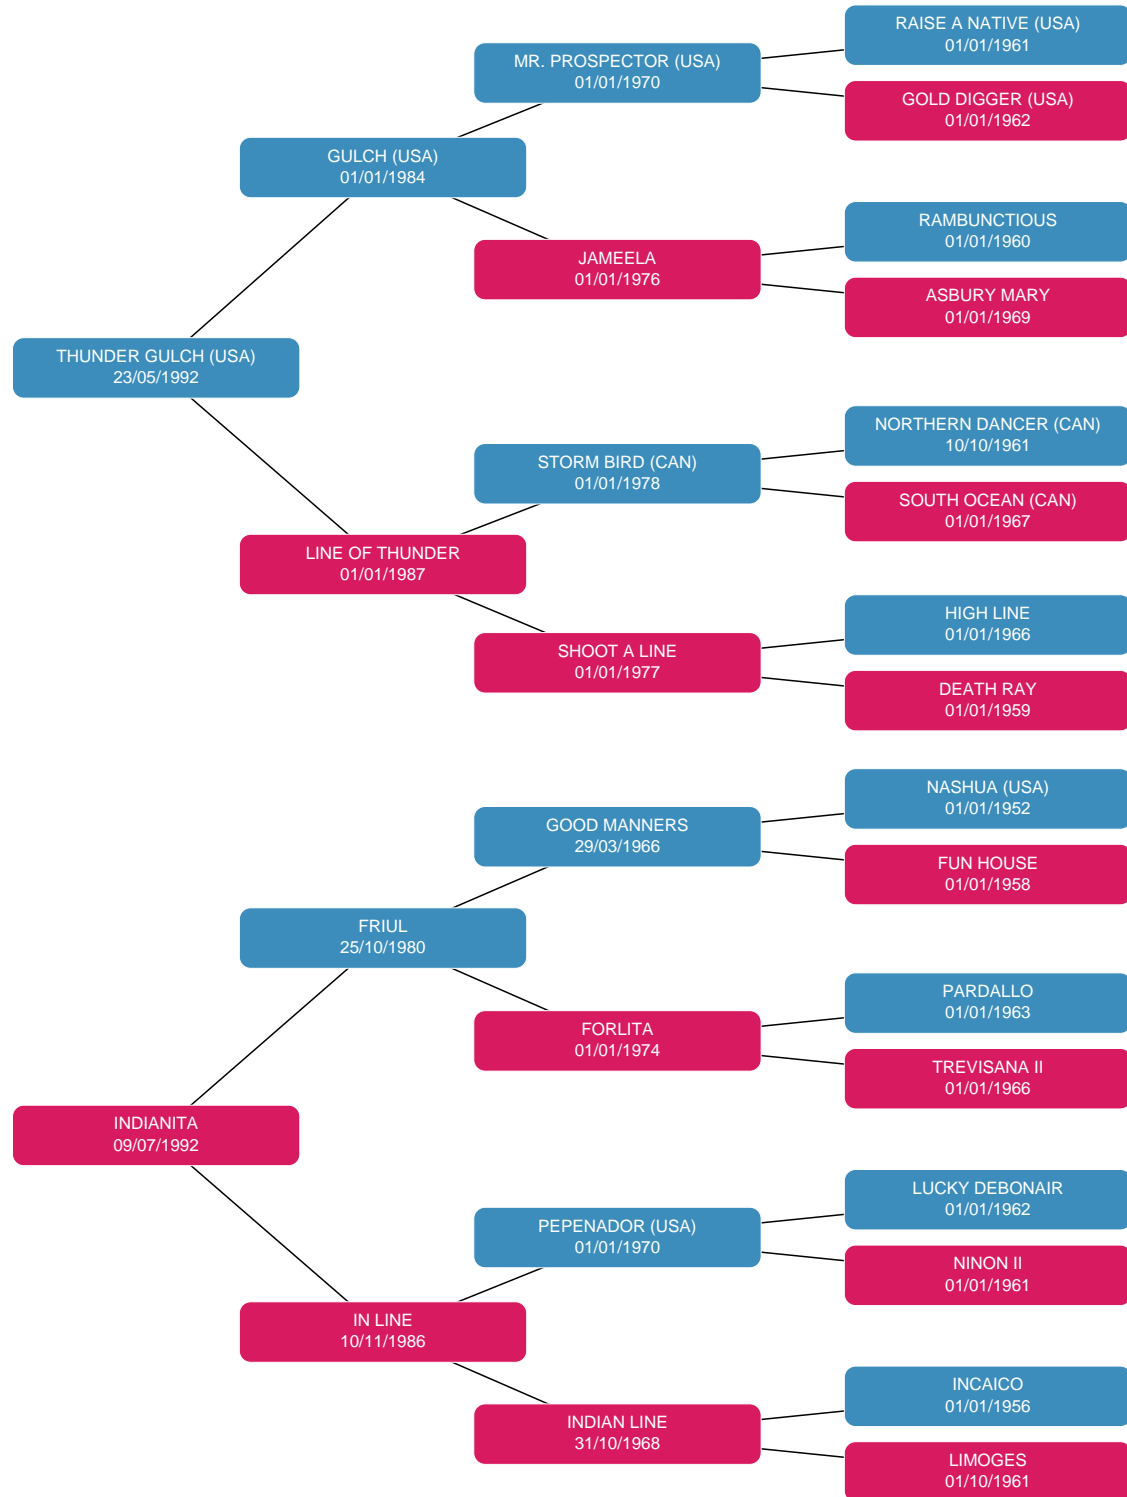 RAISE A NATIVE (USA)
01/01/1961
MR. PROSPECTOR (USA)
01/01/1970
GOLD DIGGER (USA)
01/01/1962
GULCH (USA)
01/01/1984
RAMBUNCTIOUS
01/01/1960
JAMEELA
01/01/1976
ASBURY MARY
01/01/1969
THUNDER GULCH (USA)
23/05/1992
NORTHERN DANCER (CAN)
10/10/1961
STORM BIRD (CAN)
01/01/1978
SOUTH OCEAN (CAN)
01/01/1967
LINE OF THUNDER
01/01/1987
HIGH LINE
01/01/1966
SHOOT A LINE
01/01/1977
DEATH RAY
01/01/1959
NASHUA (USA)
01/01/1952
GOOD MANNERS
29/03/1966
FUN HOUSE
01/01/1958
FRIUL
25/10/1980
PARDALLO
01/01/1963
FORLITA
01/01/1974
TREVISANA II
01/01/1966
INDIANITA
09/07/1992
LUCKY DEBONAIR
01/01/1962
PEPENADOR (USA)
01/01/1970
NINON II
01/01/1961
IN LINE
10/11/1986
INCAICO
01/01/1956
INDIAN LINE
31/10/1968
LIMOGES
01/10/1961